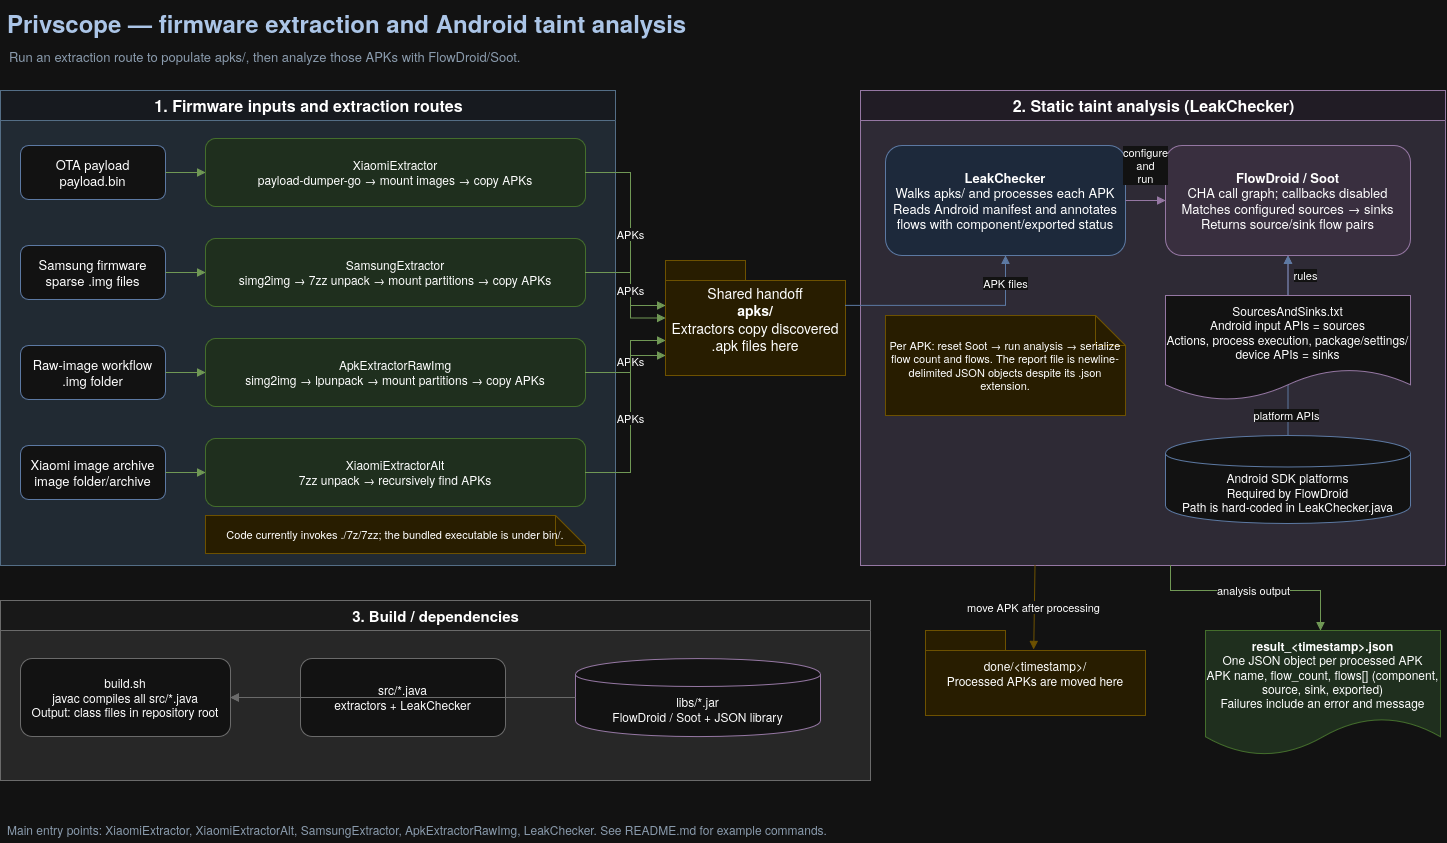 Privscope — firmware extraction and Android taint analysis
Run an extraction route to populate apks/, then analyze those APKs with FlowDroid/Soot.
1. Firmware inputs and extraction routes
OTA payload
payload.bin
XiaomiExtractor
payload-dumper-go → mount images → copy APKs
Samsung firmware
sparse .img files
SamsungExtractor
simg2img → 7zz unpack → mount partitions → copy APKs
Raw-image workflow
.img folder
ApkExtractorRawImg
simg2img → lpunpack → mount partitions → copy APKs
Xiaomi image archive
image folder/archive
XiaomiExtractorAlt
7zz unpack → recursively find APKs
Code currently invokes ./7z/7zz; the bundled executable is under bin/.
APKs
APKs
APKs
APKs
Shared handoff
apks/
Extractors copy discovered
.apk files here
2. Static taint analysis (LeakChecker)
LeakChecker
Walks apks/ and processes each APK
Reads Android manifest and annotates
flows with component/exported status
configure
and
run
FlowDroid / Soot
CHA call graph; callbacks disabled
Matches configured sources → sinks
Returns source/sink flow pairs
APK files
rules
Per APK: reset Soot → run analysis → serialize
flow count and flows. The report file is newline-
delimited JSON objects despite its .json
extension.
SourcesAndSinks.txt
Android input APIs = sources
Actions, process execution, package/settings/
device APIs = sinks
platform APIs
Android SDK platforms
Required by FlowDroid
Path is hard-coded in LeakChecker.java
move APK after processing
analysis output
done/<timestamp>/
Processed APKs are moved here
result_<timestamp>.json
One JSON object per processed APK
APK name, flow_count, flows[] (component,
source, sink, exported)
Failures include an error and message
3. Build / dependencies
build.sh
javac compiles all src/*.java
Output: class files in repository root
src/*.java
extractors + LeakChecker
libs/*.jar
FlowDroid / Soot + JSON library
Main entry points: XiaomiExtractor, XiaomiExtractorAlt, SamsungExtractor, ApkExtractorRawImg, LeakChecker. See README.md for example commands.